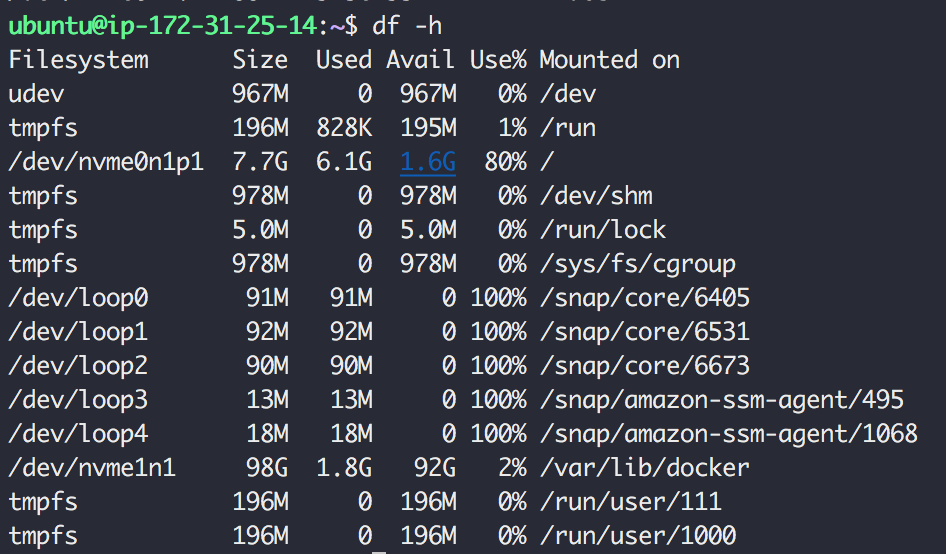 ubuntu@ip-172-31-25-14:~$ df -h
Filesystem      Size  Used Avail Use% Mounted on
udev            967M     0  967M   0% /dev
tmpfs           196M  828K  195M   1% /run
/dev/nvme0n1p1  7.7G  6.1G  1.6G  80% /
tmpfs           978M     0  978M   0% /dev/shm
tmpfs           5.0M     0  5.0M   0% /run/lock
tmpfs           978M     0  978M   0% /sys/fs/cgroup
/dev/loop0       91M   91M     0 100% /snap/core/6405
/dev/loop1       92M   92M     0 100% /snap/core/6531
/dev/loop2       90M   90M     0 100% /snap/core/6673
/dev/loop3       13M   13M     0 100% /snap/amazon-ssm-agent/495
/dev/loop4       18M   18M     0 100% /snap/amazon-ssm-agent/1068
/dev/nvme1n1     98G  1.8G   92G   2% /var/lib/docker
tmpfs           196M     0  196M   0% /run/user/111
tmpfs           196M     0  196M   0% /run/user/1000